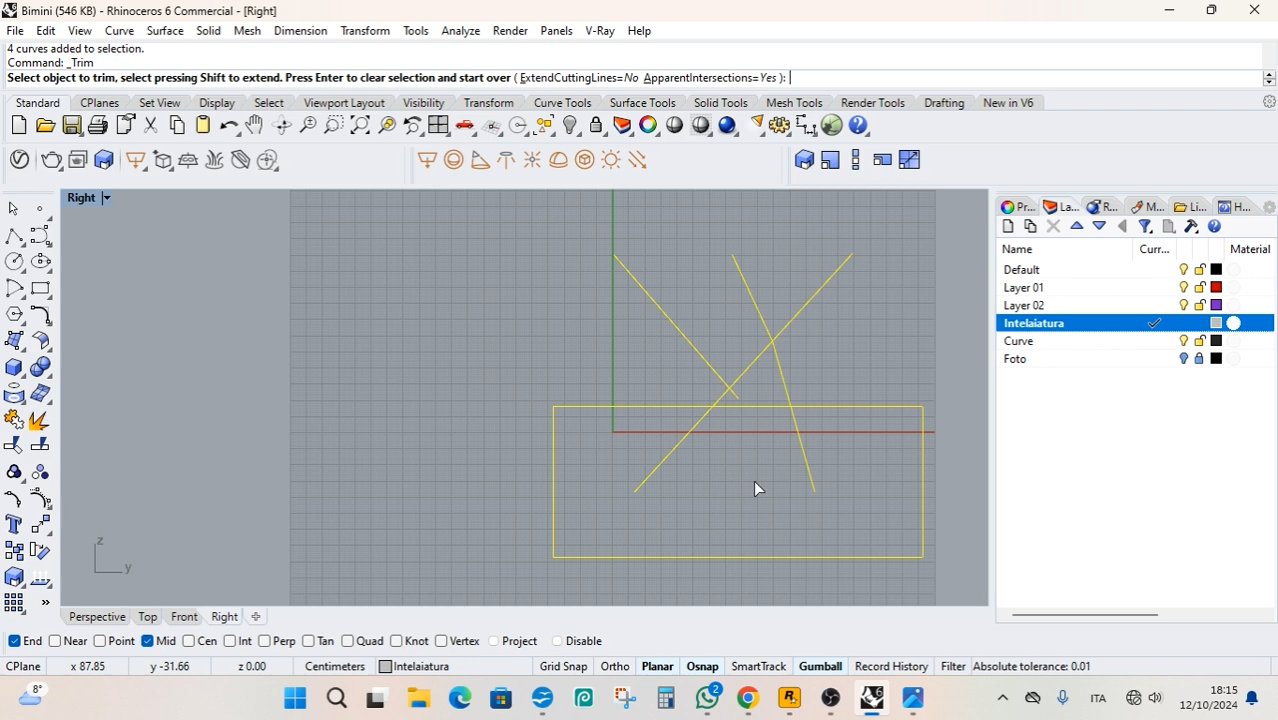 Bimini (546 KB) - Rhinoceros 6 Commercial - [Right]
File Edit View Curve Surface Solid Mesh Dimension Transform Tools Analyze Render Panels V-Ray Help
4 curves added to selection.
Command: _Trim
Select object to trim, select pressing Shift to extend. Press Enter to clear selection and start over ( ExtendCuttingLines=No ApparentIntersections=Yes ):
Standard CPlanes Set View Display Select Viewport Layout Visibility Transform Curve Tools Surface Tools Solid Tools Mesh Tools Render Tools Drafting New in V6
Right
Pr... La... R... M... Li... H...
Name Curr... Material
Default
Layer 01
Layer 02
Intelaiatura
Curve
Foto
z
y
Perspective Top Front Right
End Near Point Mid Cen Int Perp Tan Quad Knot Vertex Project Disable
CPlane x 87.85 y -31.66 z 0.00 Centimeters Intelaiatura Grid Snap Ortho Planar Osnap SmartTrack Gumball Record History Filter Absolute tolerance: 0.01
8°
2
ITA
18:15
12/10/2024